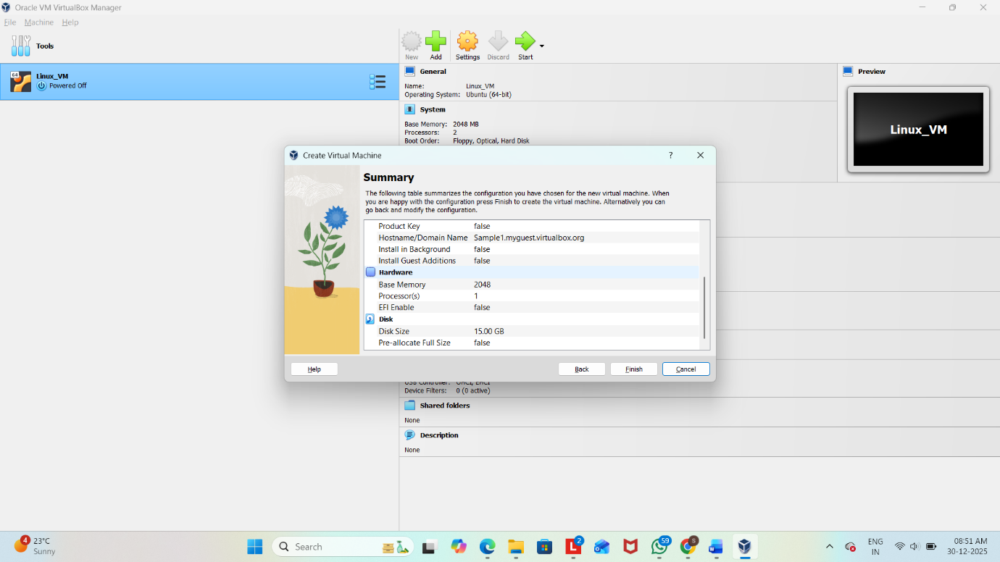 Oracle VM VirtualBox Manager
File Machine Help
Tools
New Add Settings Discard Start
64
Linux_VM
Powered Off
General
Name: Linux_VM
Operating System: Ubuntu (64-bit)
System
Base Memory: 2048 MB
Processors: 2
Boot Order: Floppy, Optical, Hard Disk
Preview
Linux_VM
Create Virtual Machine
?
Summary
The following table summarizes the configuration you have chosen for the new virtual machine. When
you are happy with the configuration press Finish to create the virtual machine. Alternatively you can
go back and modify the configuration.
Product Key false
Hostname/Domain Name Sample1.myguest.virtualbox.org
Install in Background false
Install Guest Additions false
Hardware
Base Memory 2048
Processor(s) 1
EFI Enable false
Disk
Disk Size 15.00 GB
Pre-allocate Full Size false
Help Back Finish Cancel
USB Controller: OHCI, EHCI
Device Filters: 0 (0 active)
Shared folders
None
Description
None
4
23°C
Sunny
Search
2
59
S
ENG
IN
08:51 AM
30-12-2025